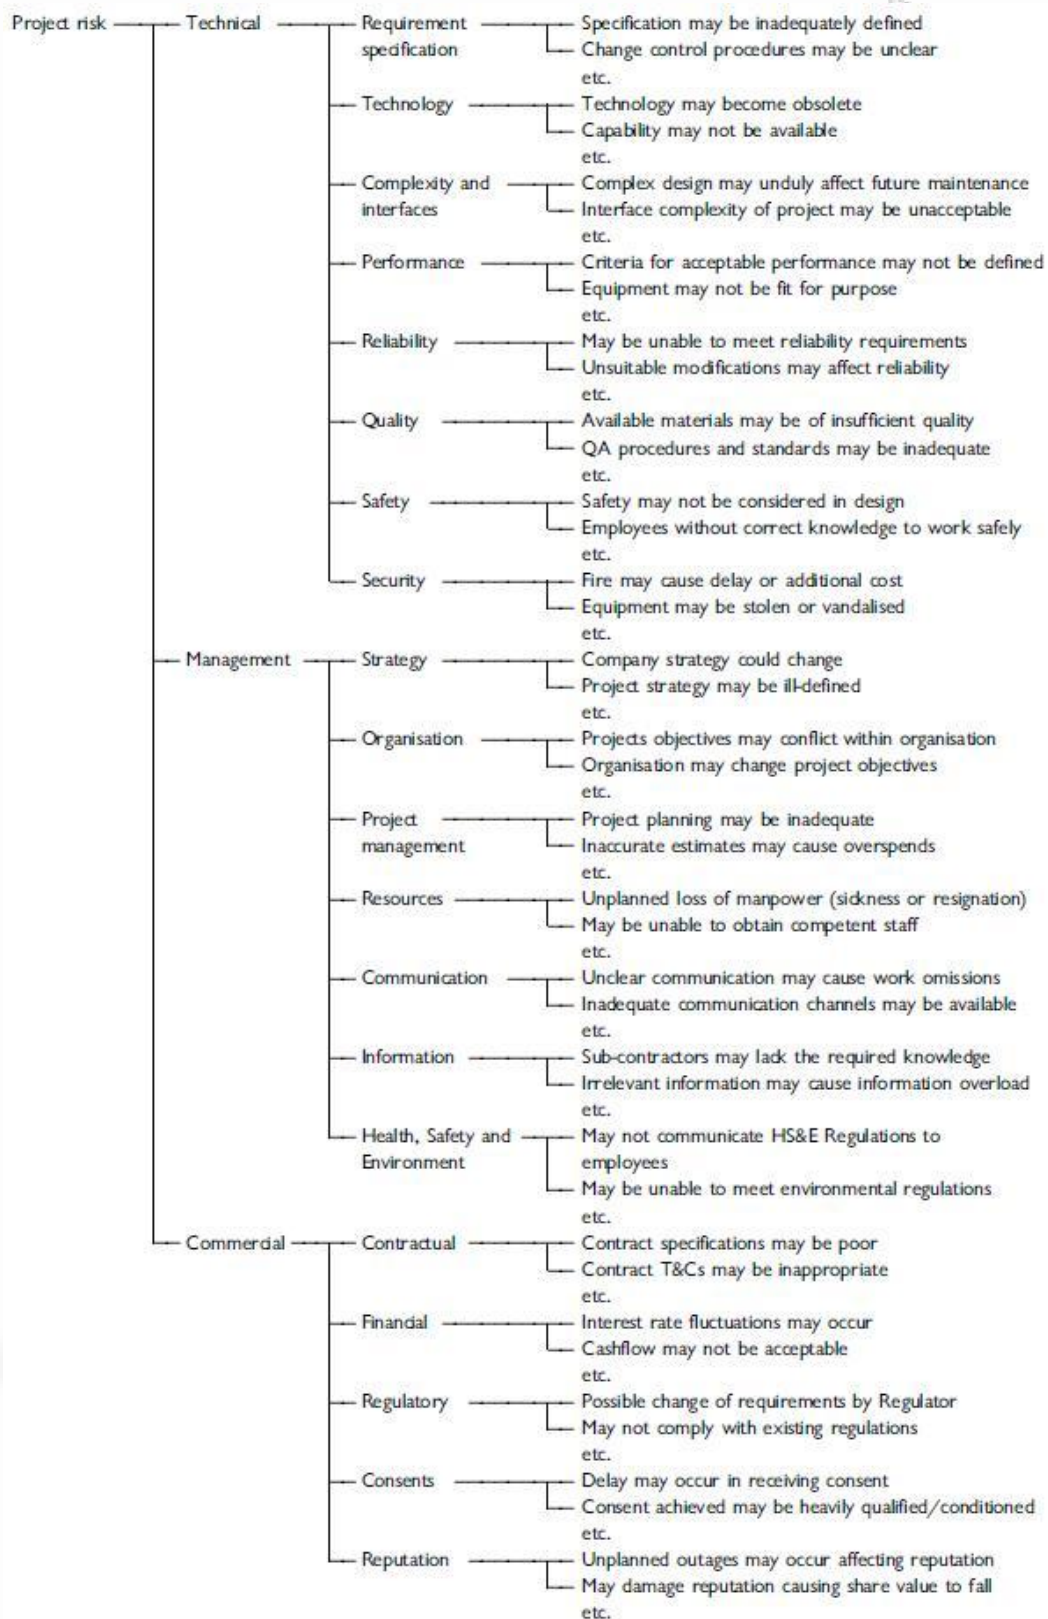 Project risk Technical Requirement Specification may be inadequately defined
specification Change control procedures may be unclear
etc.
Technology Technology may become obsolete
Capability may not be available
etc.
Complexity and Complex design may unduly affect future maintenance
interfaces Interface complexity of project may be unacceptable
etc.
Performance Criteria for acceptable performance may not be defined
Equipment may not be fit for purpose
etc.
Reliability May be unable to meet reliability requirements
Unsuitable modifications may affect reliability
etc.
Quality Available materials may be of insufficient quality
QA procedures and standards may be inadequate
etc.
Safety Safety may not be considered in design
Employees without correct knowledge to work safely
etc.
Security Fire may cause delay or additional cost
Equipment may be stolen or vandalised
etc.
Management Strategy Company strategy could change
Project strategy may be ill-defined
etc.
Organisation Projects objectives may conflict within organisation
Organisation may change project objectives
etc.
Project Project planning may be inadequate
management Inaccurate estimates may cause overspends
etc.
Resources Unplanned loss of manpower (sickness or resignation)
May be unable to obtain competent staff
etc.
Communication Unclear communication may cause work omissions
Inadequate communication channels may be available
etc.
Information Sub-contractors may lack the required knowledge
Irrelevant information may cause information overload
etc.
Health, Safety and May not communicate HS&E Regulations to
Environment employees
May be unable to meet environmental regulations
etc.
Commercial Contractual Contract specifications may be poor
Contract T&Cs may be inappropriate
etc.
Financial Interest rate fluctuations may occur
Cashflow may not be acceptable
etc.
Regulatory Possible change of requirements by Regulator
May not comply with existing regulations
etc.
Consents Delay may occur in receiving consent
Consent achieved may be heavily qualified/conditioned
etc.
Reputation Unplanned outages may occur affecting reputation
May damage reputation causing share value to fall
etc.